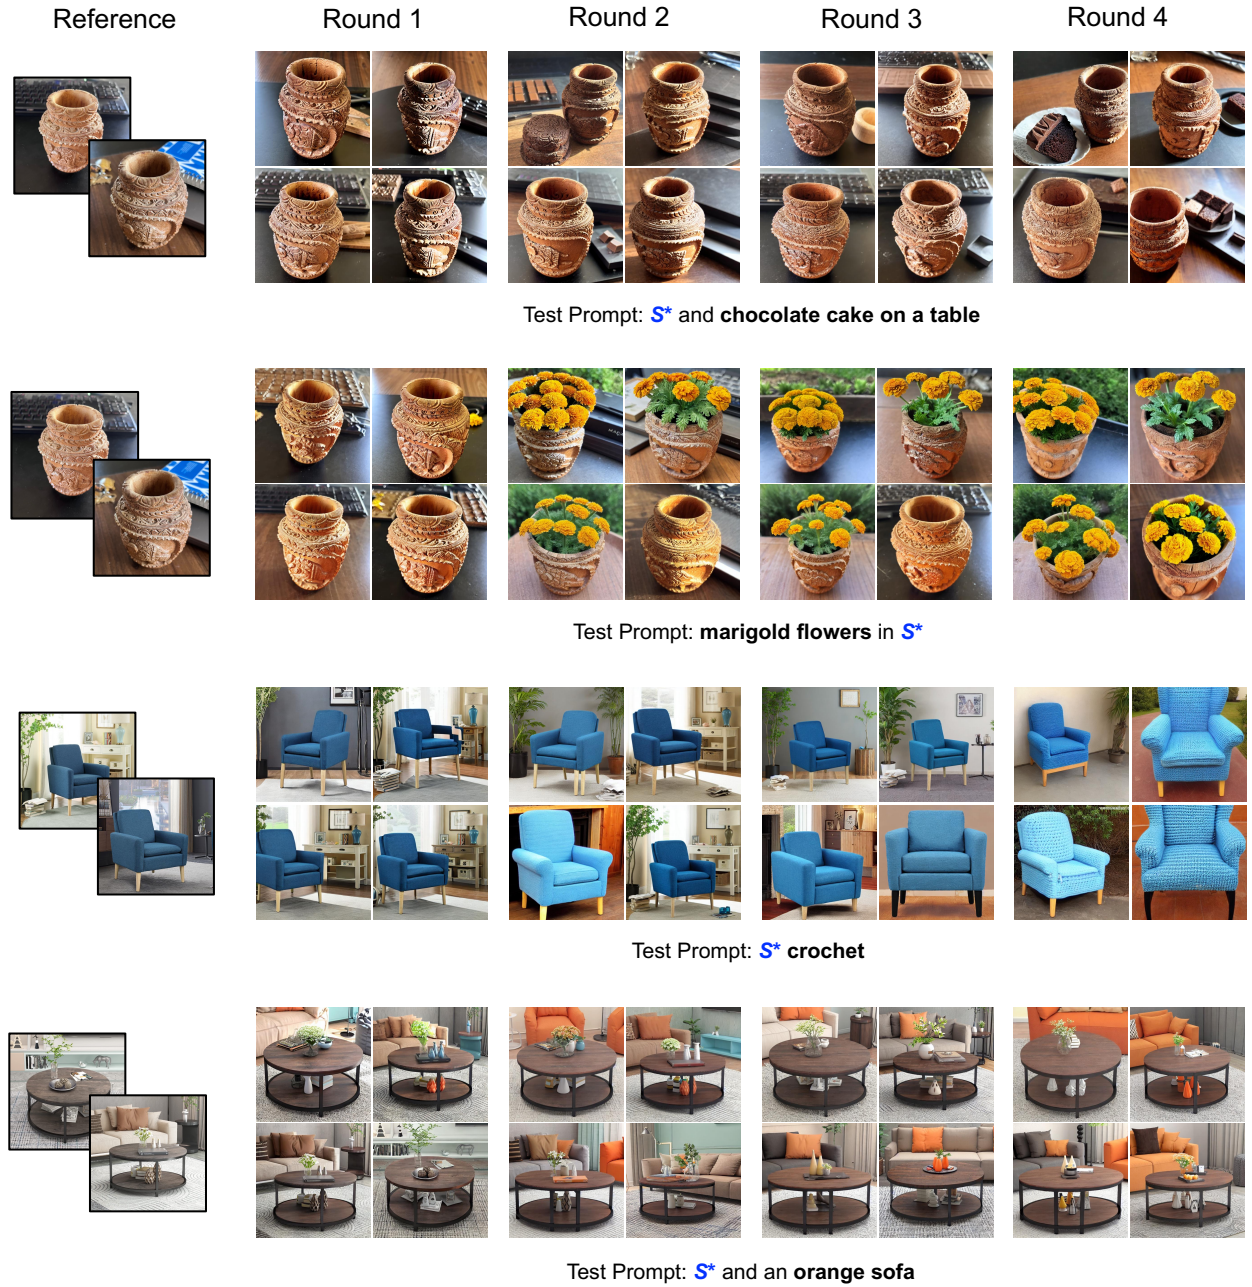 Reference Round 1 Round 2 Round 3 Round 4
Test Prompt: S* and chocolate cake on a table
Test Prompt: marigold flowers in S*
Test Prompt: S* crochet
Test Prompt: S* and an orange sofa